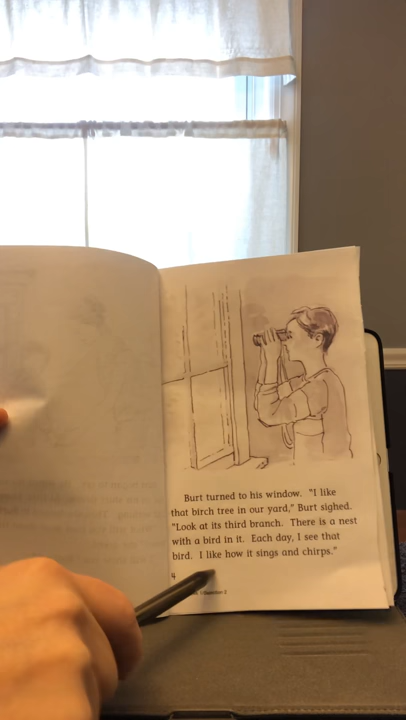 Burt turned to his window. "I like
that birch tree in our yard," Burt sighed.
"Look at its third branch. There is a nest
with a bird in it. Each day, I see that
bird. I like how it sings and chirps."
4